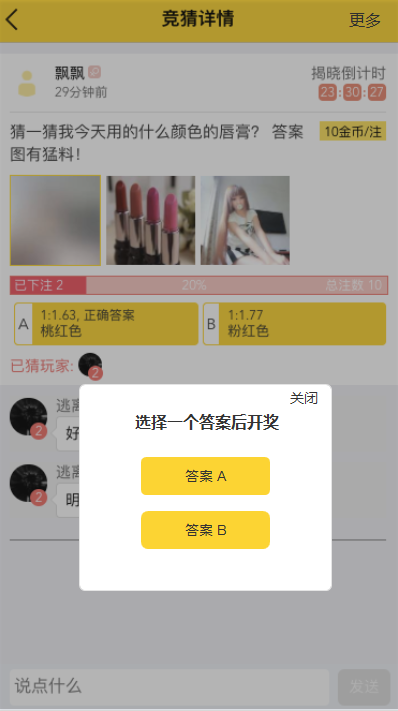 竞猜详情
更多
飘飘
揭晓倒计时
29分钟前
23:30:27
猜一猜我今天用的什么颜色的唇膏? 答案
10金币/注
图有猛料!
已下注 2
20%
总注数 10
A
1:1.63, 正确答案
桃红色
B
1:1.77
粉红色
已猜玩家:
2
关闭
选择一个答案后开奖
答案 A
答案 B
逃离
2
好
逃离
2
明
说点什么
发送